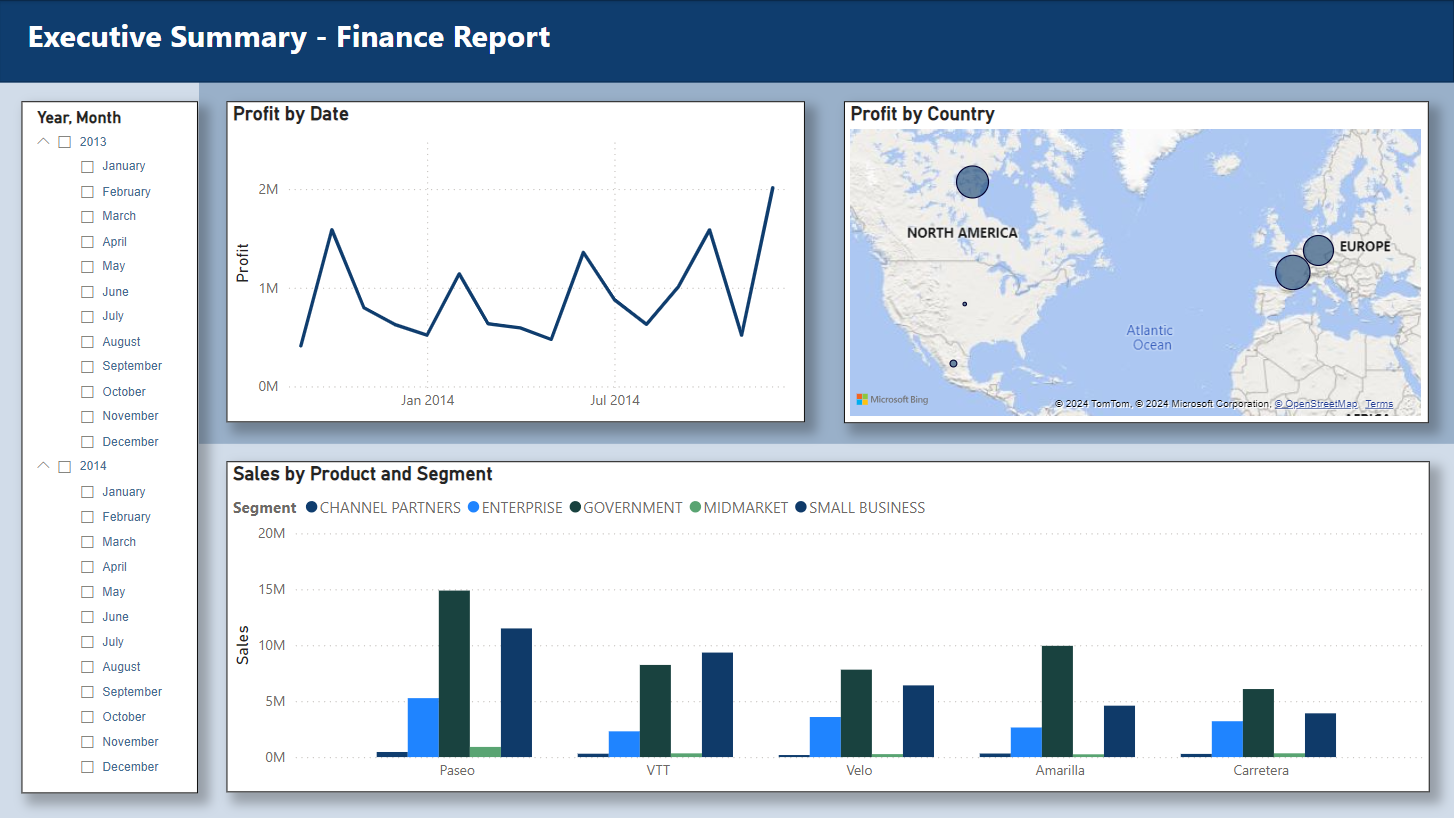 Executive Summary - Finance Report
Year, Month
2013
January
February
March
April
May
June
July
August
September
October
November
December
2014
January
February
March
April
May
June
July
August
September
October
November
December
Profit by Date
Profit
2M
1M
0M
Jan 2014
Jul 2014
Profit by Country
NORTH AMERICA
EUROPE
Atlantic
Ocean
Microsoft Bing
© 2024 TomTom, © 2024 Microsoft Corporation, © OpenStreetMap Terms
Sales by Product and Segment
Segment CHANNEL PARTNERS ENTERPRISE GOVERNMENT MIDMARKET SMALL BUSINESS
Sales
20M
15M
10M
5M
0M
Paseo VTT Velo Amarilla Carretera